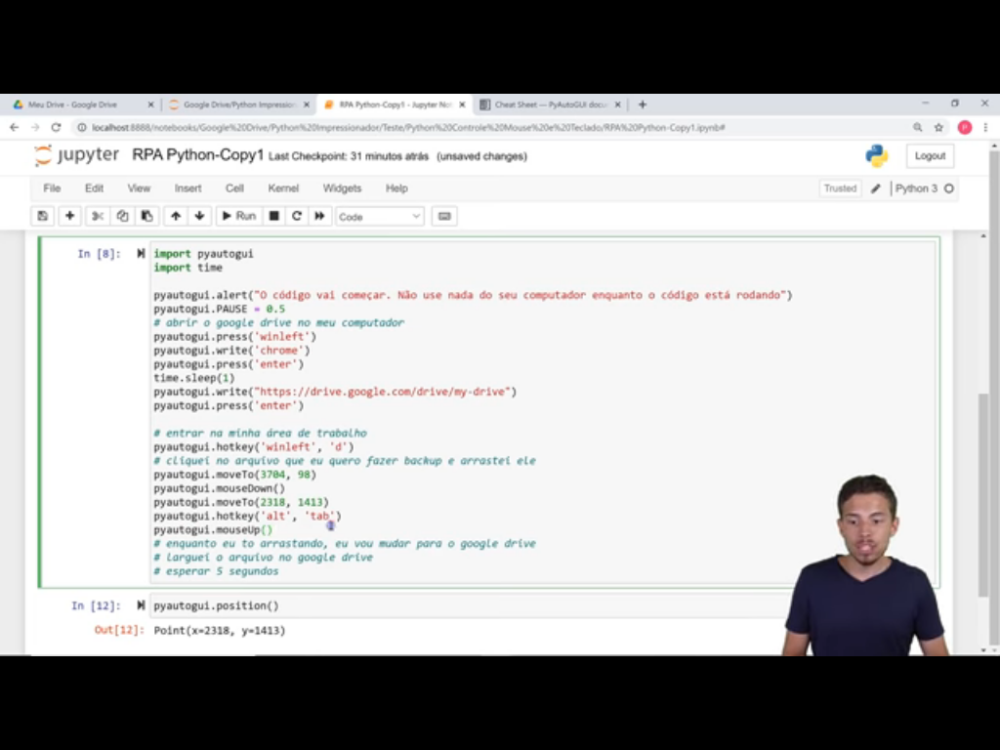 Meu Drive - Google Drive
Google Drive/Python Impression
RPA Python-Copy1 - Jupyter No
Cheat Sheet — PyAutoGUI docu
localhost:8888/notebooks/Google%20Drive/Python%20Impressionador/Teste/Python%20Controle%20Mouse%20e%20Teclado/RPA%20Python-Copy1.ipynb#
P
jupyter RPA Python-Copy1 Last Checkpoint: 31 minutos atrás (unsaved changes)
Logout
File Edit View Insert Cell Kernel Widgets Help
Trusted Python 3
Run Code
In [8]: import pyautogui
import time
pyautogui.alert("O código vai começar. Não use nada do seu computador enquanto o código está rodando")
pyautogui.PAUSE = 0.5
# abrir o google drive no meu computador
pyautogui.press('winleft')
pyautogui.write('chrome')
pyautogui.press('enter')
time.sleep(1)
pyautogui.write("https://drive.google.com/drive/my-drive")
pyautogui.press('enter')
# entrar na minha área de trabalho
pyautogui.hotkey('winleft', 'd')
# cliquei no arquivo que eu quero fazer backup e arrastei ele
pyautogui.moveTo(3704, 98)
pyautogui.mouseDown()
pyautogui.moveTo(2318, 1413)
pyautogui.hotkey('alt', 'tab')
pyautogui.mouseUp()
# enquanto eu to arrastando, eu vou mudar para o google drive
# larguei o arquivo no google drive
# esperar 5 segundos
In [12]: pyautogui.position()
Out[12]: Point(x=2318, y=1413)